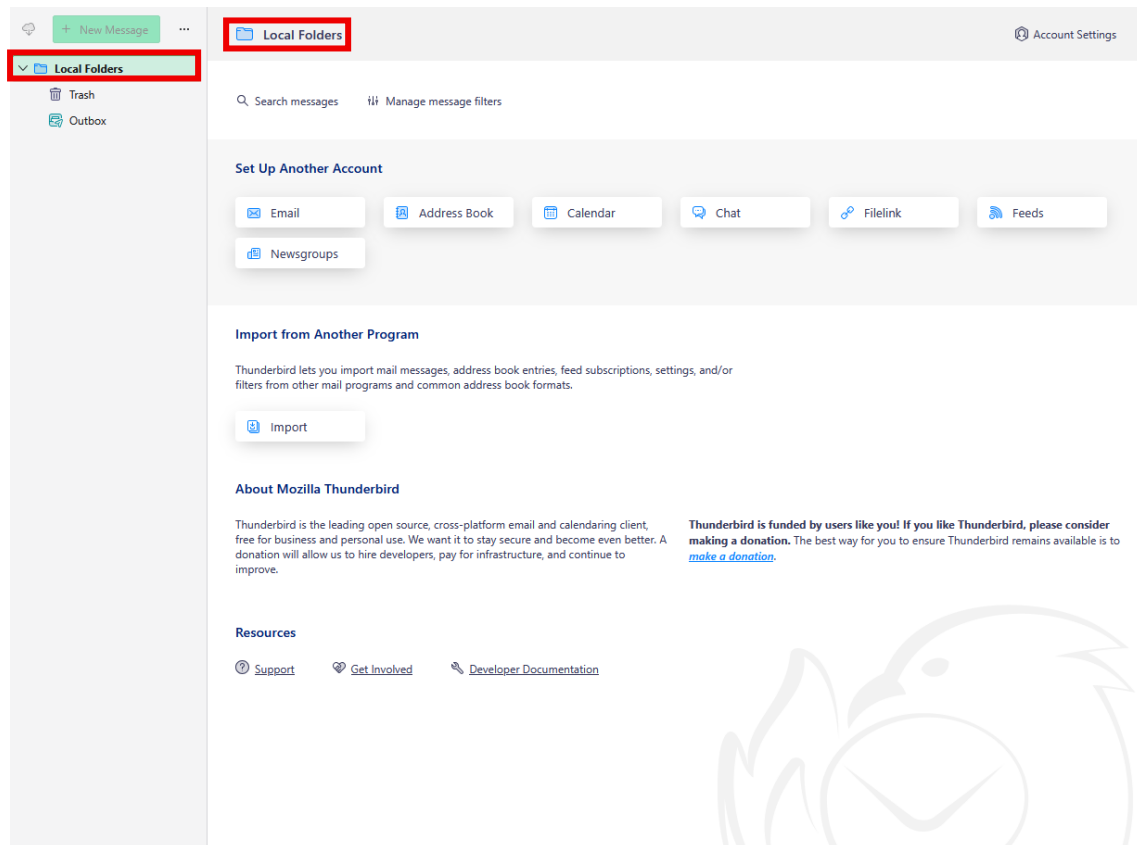 + New Message ···
Local Folders
Trash
Outbox
Local Folders
Account Settings
Search messages
Manage message filters
Set Up Another Account
Email
Address Book
Calendar
Chat
Filelink
Feeds
Newsgroups
Import from Another Program
Thunderbird lets you import mail messages, address book entries, feed subscriptions, settings, and/or
filters from other mail programs and common address book formats.
Import
About Mozilla Thunderbird
Thunderbird is the leading open source, cross-platform email and calendaring client,
free for business and personal use. We want it to stay secure and become even better. A
donation will allow us to hire developers, pay for infrastructure, and continue to
improve.
Thunderbird is funded by users like you! If you like Thunderbird, please consider
making a donation. The best way for you to ensure Thunderbird remains available is to
make a donation.
Resources
Support
Get Involved
Developer Documentation